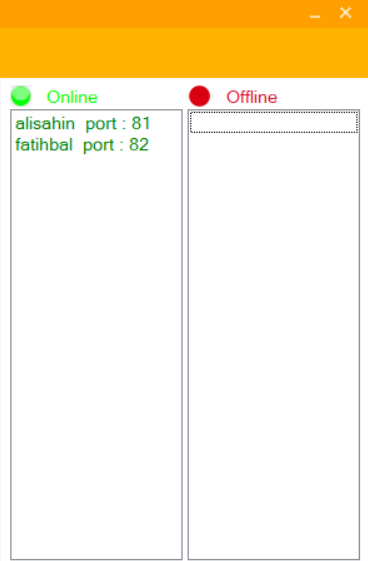 Online
Offline
alisahin  port : 81
fatihbal  port : 82